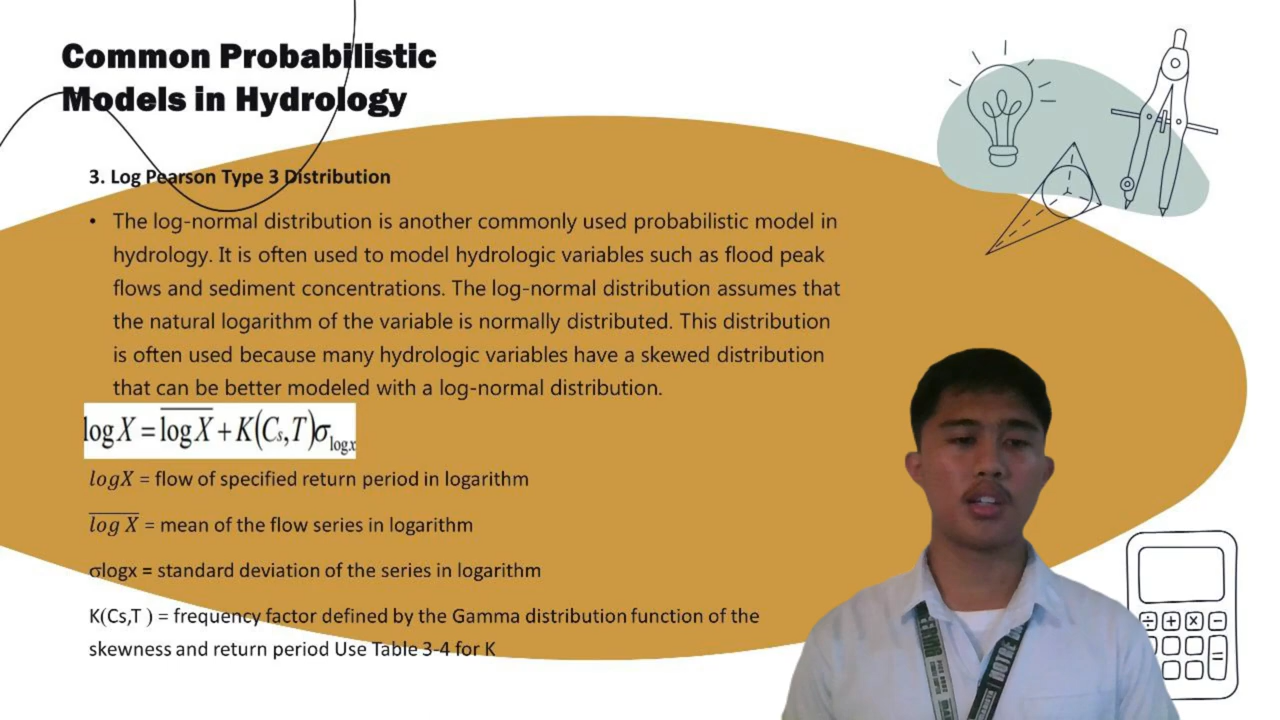 Common Probabilistic
Models in Hydrology
3. Log Pearson Type 3 Distribution
• The log-normal distribution is another commonly used probabilistic model in
hydrology. It is often used to model hydrologic variables such as flood peak
flows and sediment concentrations. The log-normal distribution assumes that
the natural logarithm of the variable is normally distributed. This distribution
is often used because many hydrologic variables have a skewed distribution
that can be better modeled with a log-normal distribution.
log X = \overline{log X} + K(Cₛ,T)σ_{logx}
logX = flow of specified return period in logarithm
\overline{log X} = mean of the flow series in logarithm
σlogx = standard deviation of the series in logarithm
K(Cs,T ) = frequency factor defined by the Gamma distribution function of the
skewness and return period Use Table 3-4 for K
÷ + × −
=
NOTRE